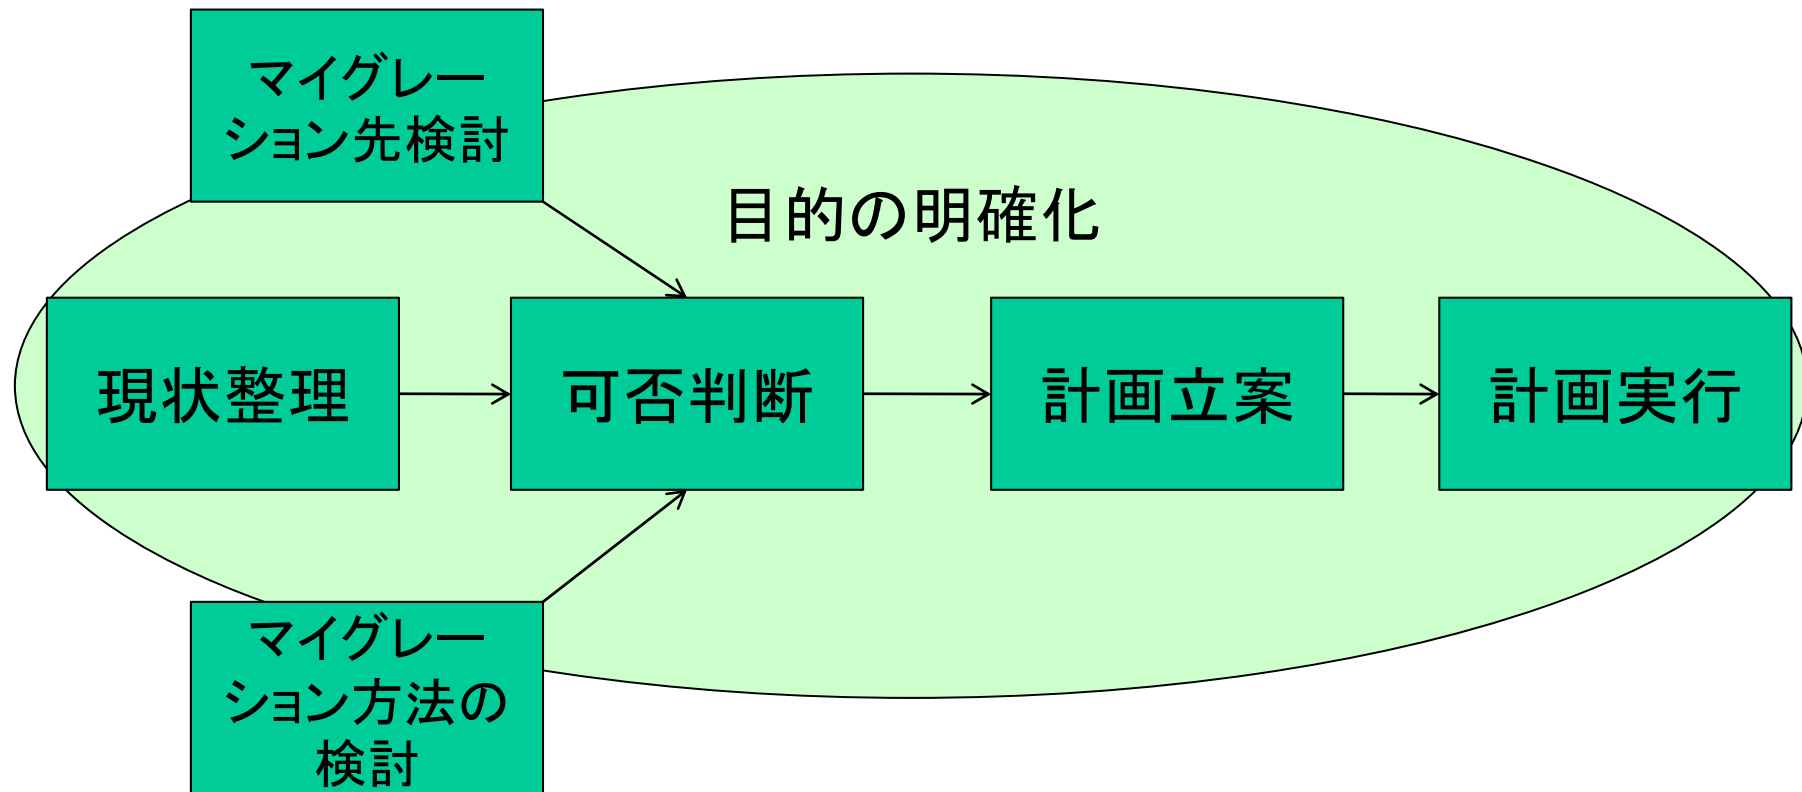 マイグレー
ション先検討
目的の明確化
現状整理
可否判断
計画立案
計画実行
マイグレー
ション方法の
検討